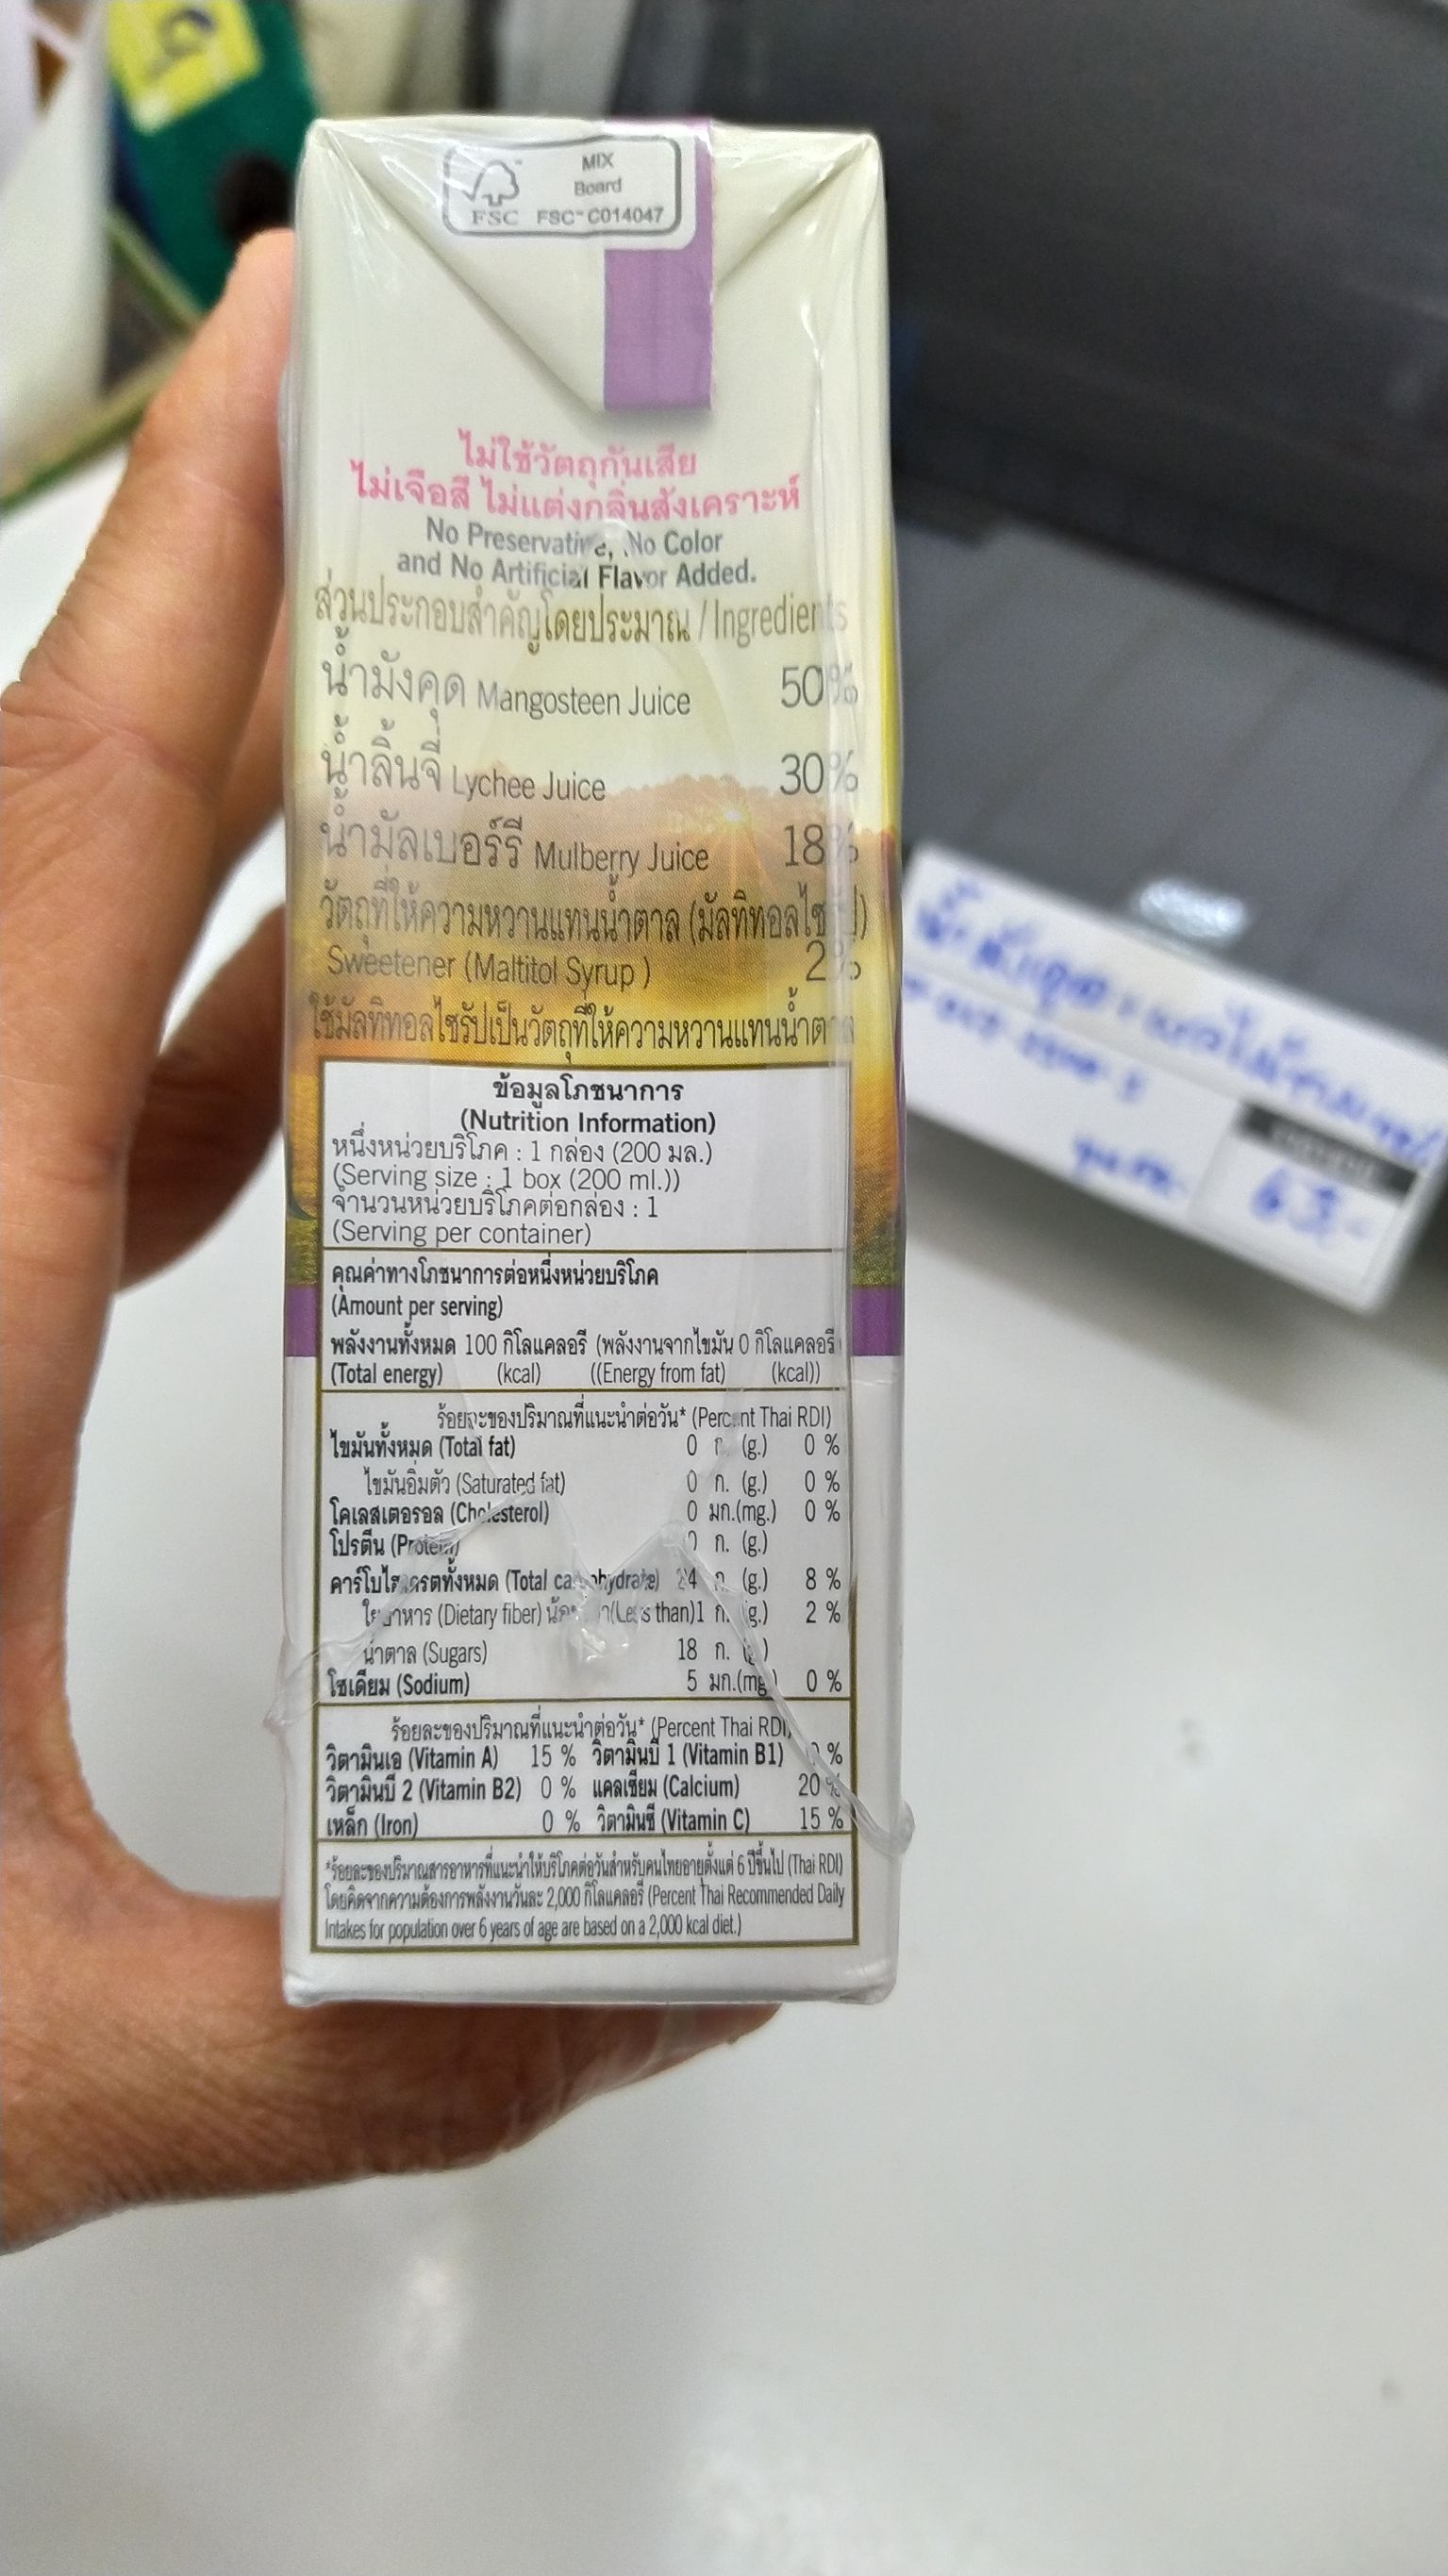 FSC
MIX
Board
FSC™ C014047
ไม่ใช้วัตถุกันเสีย
ไม่เจือสี ไม่แต่งกลิ่นสังเคราะห์
No Preservative, No Color
and No Artificial Flavor Added.
ส่วนประกอบสำคัญโดยประมาณ / Ingredients
น้ำมังคุด Mangosteen Juice 50%
น้ำลิ้นจี่ Lychee Juice 30%
น้ำมัลเบอร์รี Mulberry Juice 18%
วัตถุที่ให้ความหวานแทนน้ำตาล (มัลทิทอลไซรัป)
Sweetener (Maltitol Syrup ) 2%
ใช้มัลทิทอลไซรัปเป็นวัตถุที่ให้ความหวานแทนน้ำตาล
ข้อมูลโภชนาการ
(Nutrition Information)
หนึ่งหน่วยบริโภค : 1 กล่อง (200 มล.)
(Serving size : 1 box (200 ml.))
จำนวนหน่วยบริโภคต่อกล่อง : 1
(Serving per container)
คุณค่าทางโภชนาการต่อหนึ่งหน่วยบริโภค
(Amount per serving)
พลังงานทั้งหมด 100 กิโลแคลอรี (พลังงานจากไขมัน 0 กิโลแคลอรี)
(Total energy) (kcal) ((Energy from fat) (kcal))
ร้อยละของปริมาณที่แนะนำต่อวัน* (Percent Thai RDI)
ไขมันทั้งหมด (Total fat) 0 ก. (g.) 0 %
ไขมันอิ่มตัว (Saturated fat) 0 ก. (g.) 0 %
โคเลสเตอรอล (Cholesterol) 0 มก.(mg.) 0 %
โปรตีน (Protein) 0 ก. (g.)
คาร์โบไฮเดรตทั้งหมด (Total carbohydrate) 24 ก. (g.) 8 %
ใยอาหาร (Dietary fiber) น้อยกว่า(Less than)1 ก. (g.) 2 %
น้ำตาล (Sugars) 18 ก. (g.)
โซเดียม (Sodium) 5 มก.(mg.) 0 %
ร้อยละของปริมาณที่แนะนำต่อวัน* (Percent Thai RDI)
วิตามินเอ (Vitamin A) 15 % วิตามินบี 1 (Vitamin B1) 0 %
วิตามินบี 2 (Vitamin B2) 0 % แคลเซียม (Calcium) 20 %
เหล็ก (Iron) 0 % วิตามินซี (Vitamin C) 15 %
*ร้อยละของปริมาณสารอาหารที่แนะนำให้บริโภคต่อวันสำหรับคนไทยอายุตั้งแต่ 6 ปีขึ้นไป (Thai RDI)
โดยคิดจากความต้องการพลังงานวันละ 2,000 กิโลแคลอรี (Percent Thai Recommended Daily
Intakes for population over 6 years of age are based on a 2,000 kcal diet.)